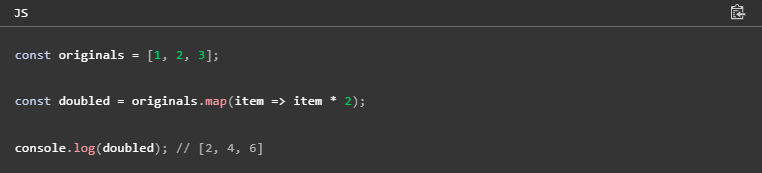 JS
const originals = [1, 2, 3];
const doubled = originals.map(item => item * 2);
console.log(doubled); // [2, 4, 6]